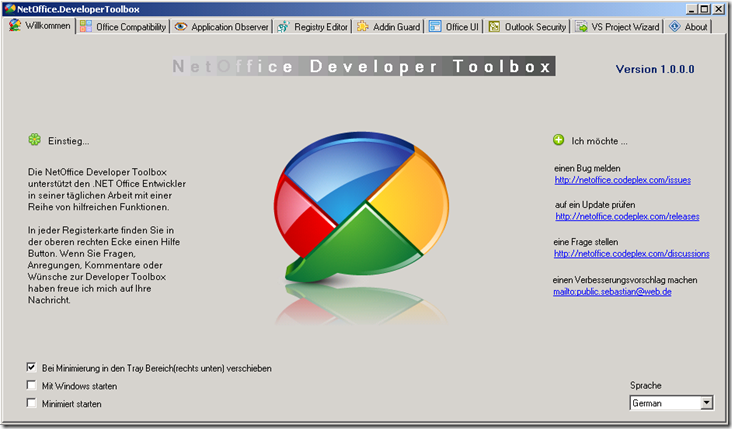 NetOffice.DeveloperToolbox
Willkommen
Office Compatibility
Application Observer
Registry Editor
Addin Guard
Office UI
Outlook Security
VS Project Wizard
About
NetOffice Developer Toolbox
Version 1.0.0.0
Einstieg...
Die NetOffice Developer Toolbox
unterstützt den .NET Office Entwickler
in seiner täglichen Arbeit mit einer
Reihe von hilfreichen Funktionen.
In jeder Registerkarte finden Sie in
der oberen rechten Ecke einen Hilfe
Button. Wenn Sie Fragen,
Anregungen, Kommentare oder
Wünsche zur Developer Toolbox
haben freue ich mich auf Ihre
Nachricht.
Ich möchte ...
einen Bug melden
http://netoffice.codeplex.com/issues
auf ein Update prüfen
http://netoffice.codeplex.com/releases
eine Frage stellen
http://netoffice.codeplex.com/discussions
einen Verbesserungsvorschlag machen
mailto:public.sebastian@web.de
Bei Minimierung in den Tray Bereich(rechts unten) verschieben
Mit Windows starten
Minimiert starten
Sprache
German